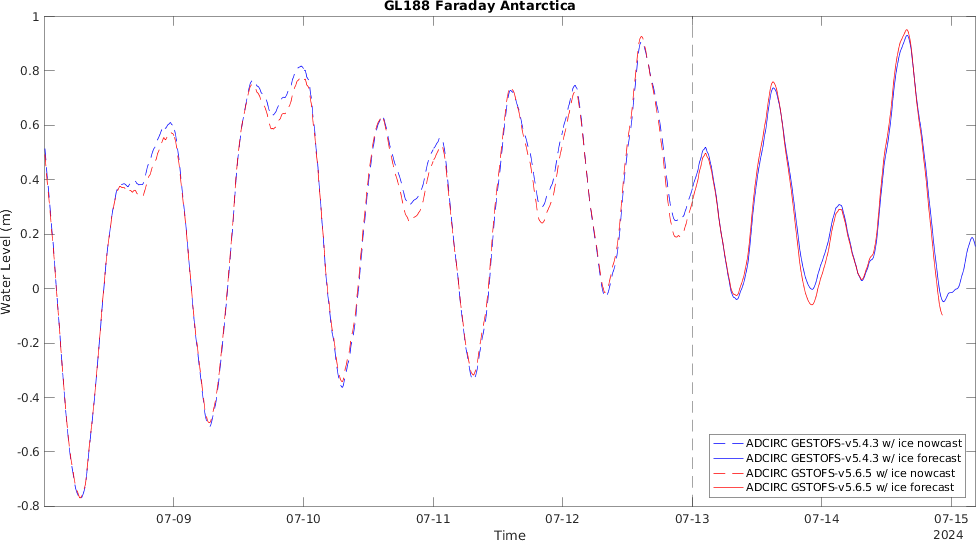 GL188 Faraday Antarctica
1
0.8
0.6
0.4
0.2
0
-0.2
-0.4
-0.6
-0.8
Water Level (m)
07-09
07-10
07-11
07-12
07-13
07-14
07-15
Time
2024
ADCIRC GESTOFS-v5.4.3 w/ ice nowcast
ADCIRC GESTOFS-v5.4.3 w/ ice forecast
ADCIRC GSTOFS-v5.6.5 w/ ice nowcast
ADCIRC GSTOFS-v5.6.5 w/ ice forecast